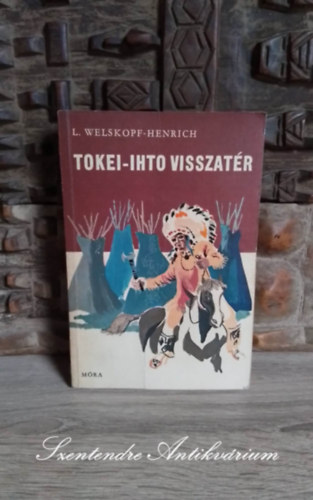 L. WELSKOPF-HENRICH
TOKEI-IHTO VISSZATÉR
MÓRA
Szentendre Antikvárium